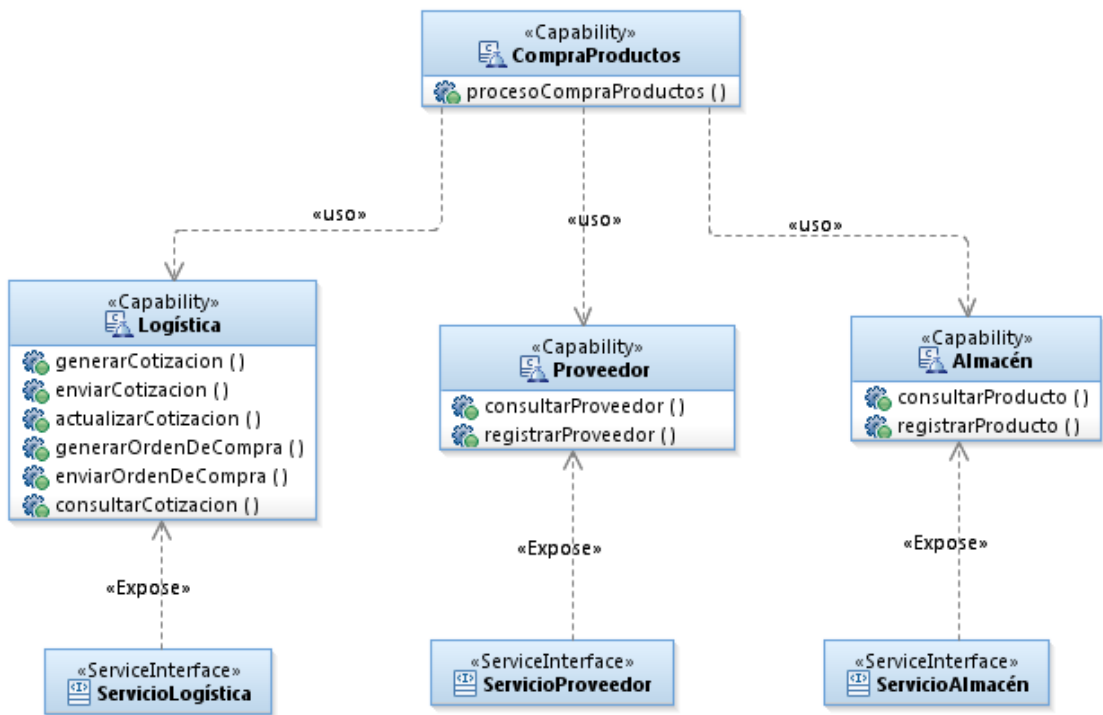 «Capability»
CompraProductos
procesoCompraProductos ()
«uso»
«uso»
«uso»
«Capability»
Logística
generarCotizacion ()
enviarCotizacion ()
actualizarCotizacion ()
generarOrdenDeCompra ()
enviarOrdenDeCompra ()
consultarCotizacion ()
«Capability»
Proveedor
consultarProveedor ()
registrarProveedor ()
«Capability»
Almacén
consultarProducto ()
registrarProducto ()
«Expose»
«Expose»
«Expose»
«ServiceInterface»
ServicioLogística
«ServiceInterface»
ServicioProveedor
«ServiceInterface»
ServicioAlmacén